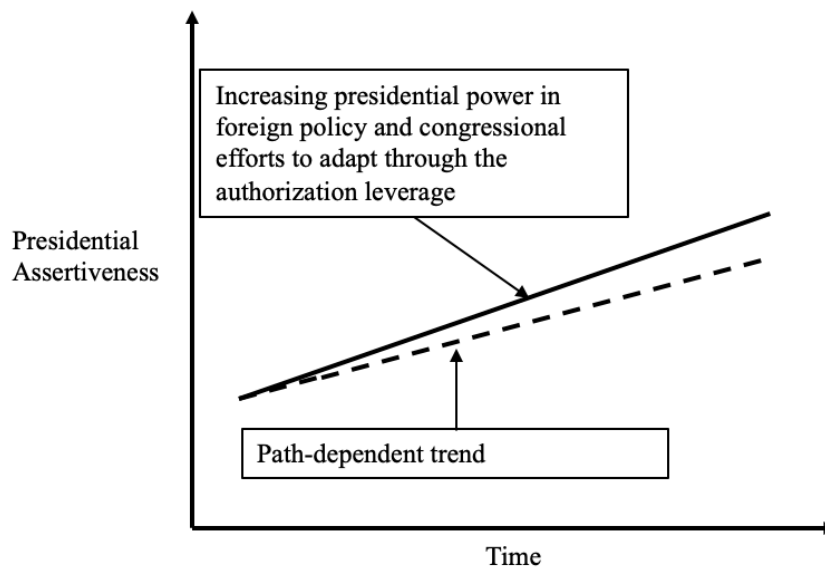 Increasing presidential power in
foreign policy and congressional
efforts to adapt through the
authorization leverage
Presidential
Assertiveness
Path-dependent trend
Time